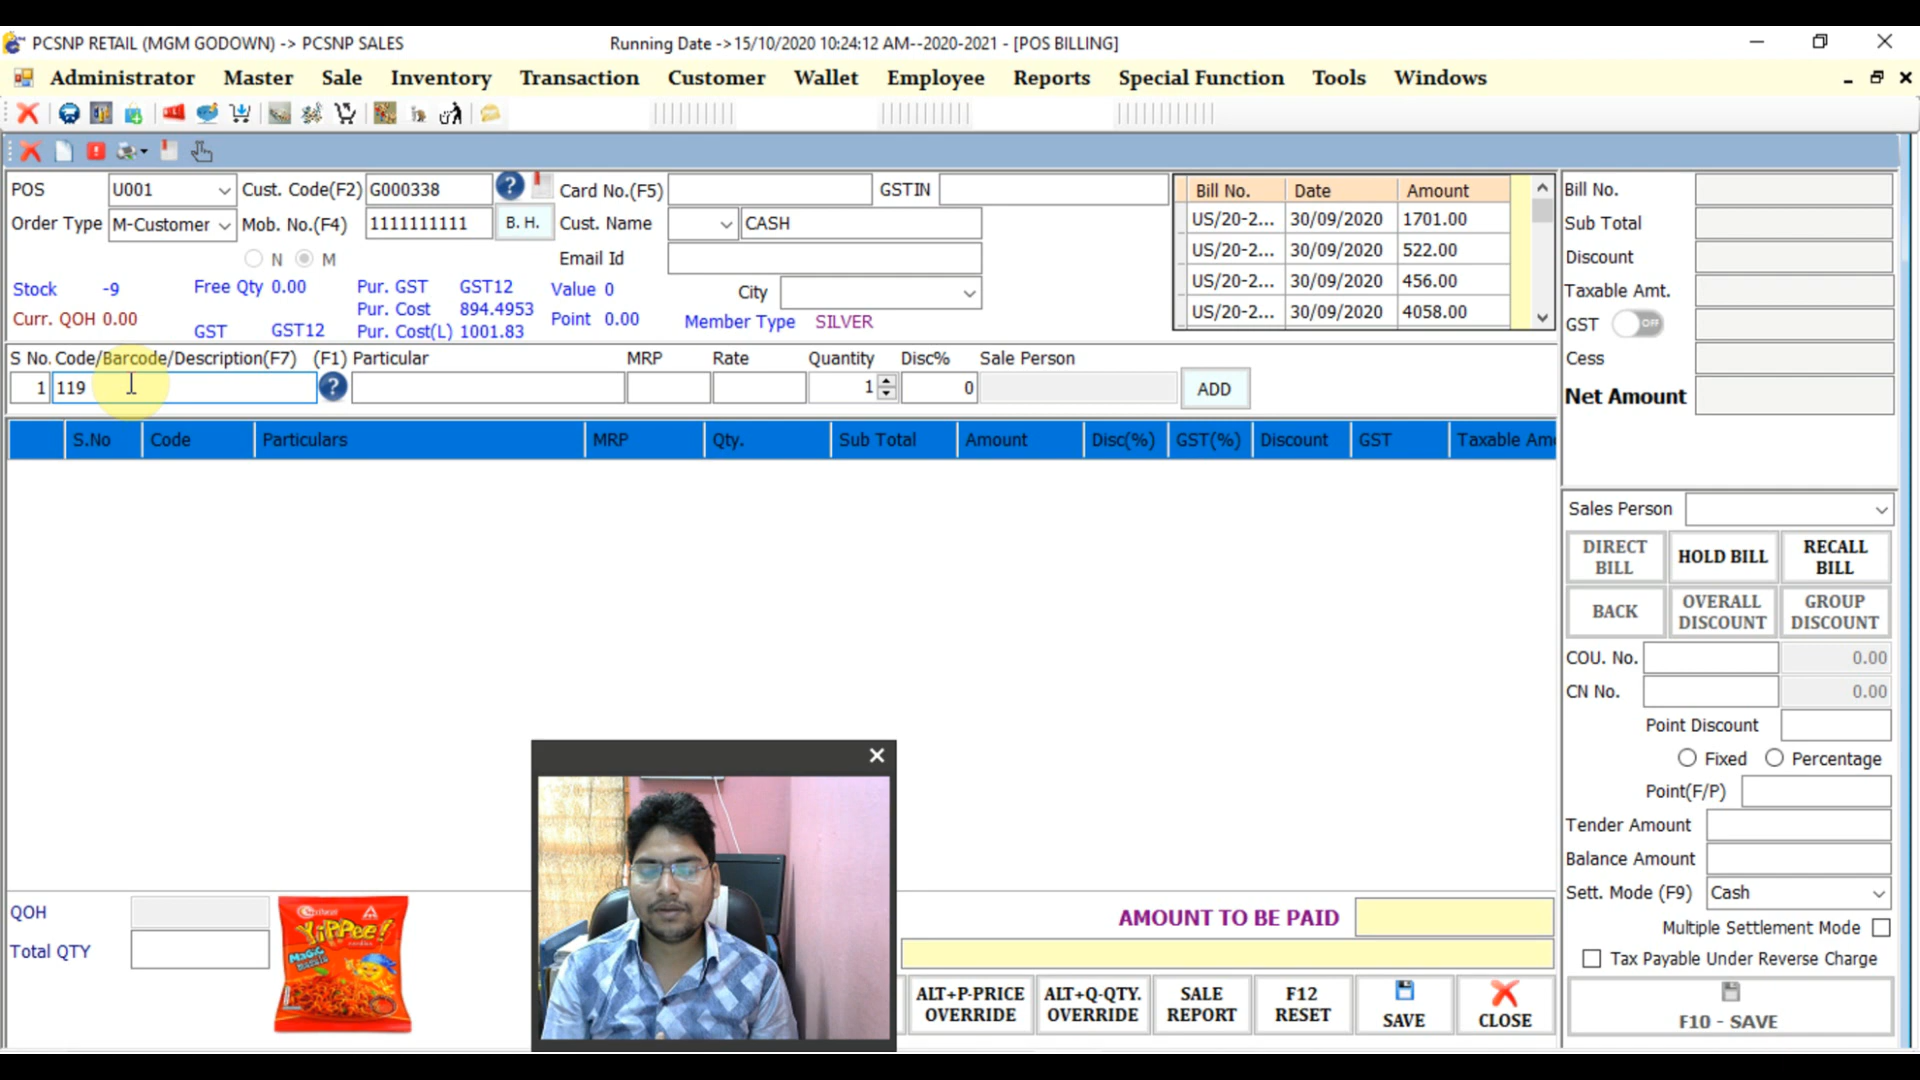 PCSNP RETAIL (MGM GODOWN) -> PCSNP SALES Running Date ->15/10/2020 10:24:12 AM--2020-2021 - [POS BILLING]
Administrator Master Sale Inventory Transaction Customer Wallet Employee Reports Special Function Tools Windows
POS U001 Cust. Code(F2) G000338 ? Card No.(F5) GSTIN
Order Type M-Customer Mob. No.(F4) 1111111111 B. H. Cust. Name CASH
N M Email Id
Stock -9 Free Qty 0.00 Pur. GST GST12 Value 0 City
Pur. Cost 894.4953
Curr. QOH 0.00 GST GST12 Pur. Cost(L) 1001.83 Point 0.00 Member Type SILVER
Bill No. Date Amount
US/20-2... 30/09/2020 1701.00
US/20-2... 30/09/2020 522.00
US/20-2... 30/09/2020 456.00
US/20-2... 30/09/2020 4058.00
Bill No.
Sub Total
Discount
Taxable Amt.
GST OFF
Cess
Net Amount
S No. Code/Barcode/Description(F7) (F1) Particular MRP Rate Quantity Disc% Sale Person
1 119 ? 1 0 ADD
S.No Code Particulars MRP Qty. Sub Total Amount Disc(%) GST(%) Discount GST Taxable Am
Sales Person
DIRECT BILL
HOLD BILL
RECALL BILL
BACK
OVERALL DISCOUNT
GROUP DISCOUNT
COU. No. 0.00
CN No. 0.00
Point Discount
Fixed Percentage
Point(F/P)
Tender Amount
Balance Amount
Sett. Mode (F9) Cash
Multiple Settlement Mode
Tax Payable Under Reverse Charge
F10 - SAVE
QOH
Total QTY
YiPPee!
Magic
Masala
AMOUNT TO BE PAID
ALT+P-PRICE OVERRIDE
ALT+Q-QTY. OVERRIDE
SALE REPORT
F12 RESET
SAVE
CLOSE